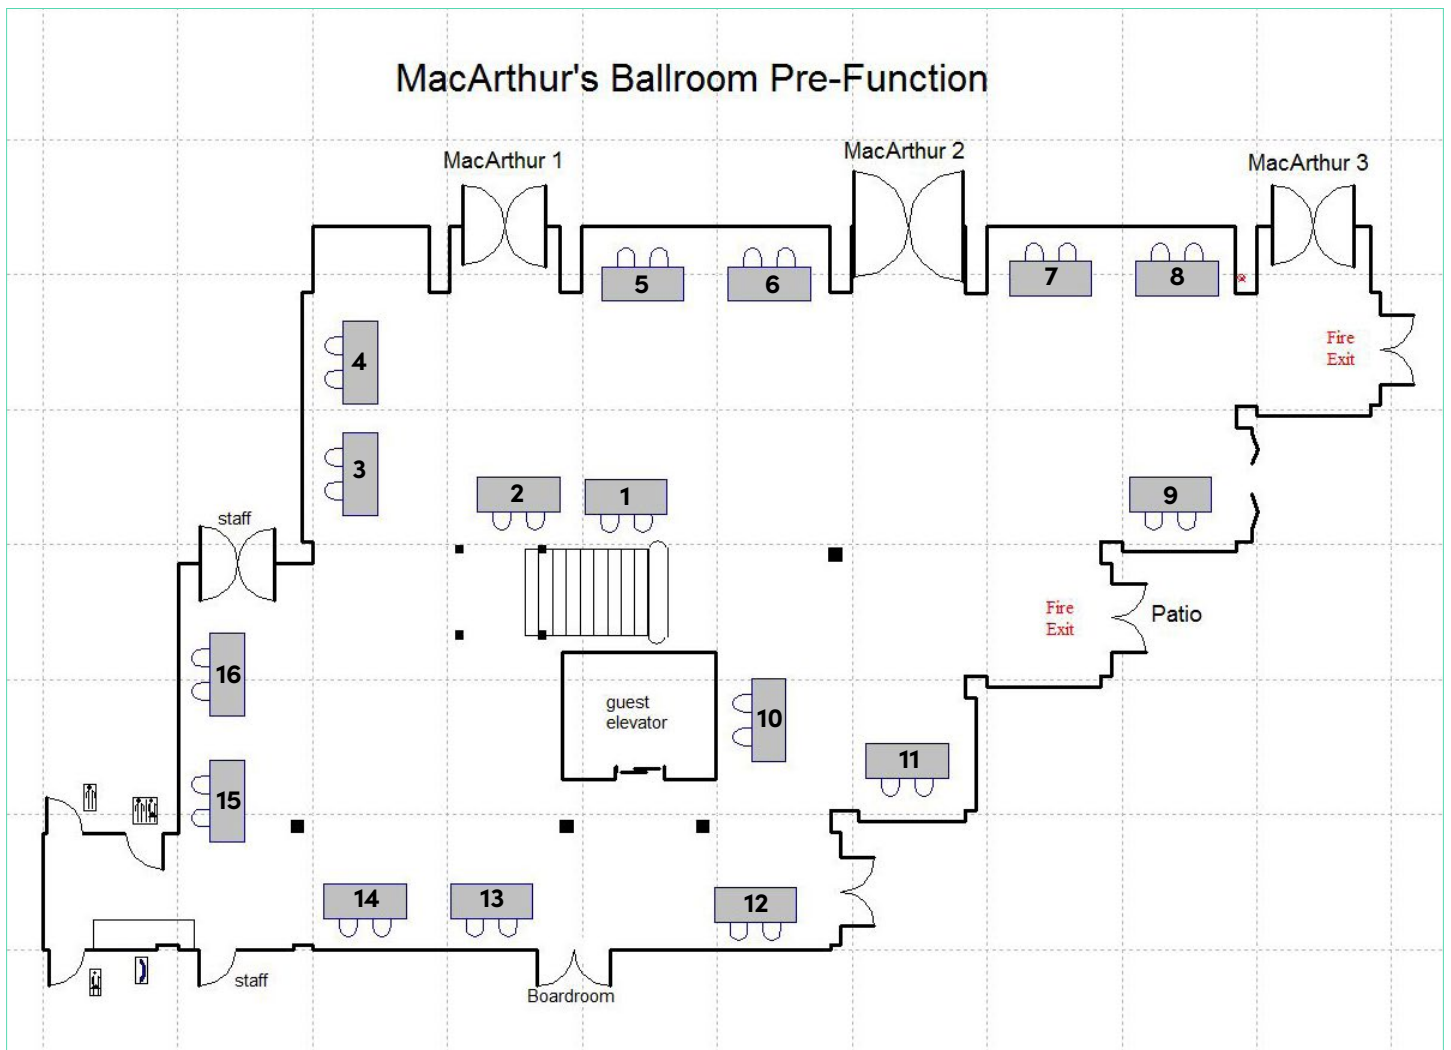 MacArthur's Ballroom Pre-Function
MacArthur 1
MacArthur 2
MacArthur 3
5
6
7
8
4
Fire
Exit
3
2
1
9
staff
Fire
Exit
Patio
16
guest
elevator
10
11
15
14
13
12
staff
Boardroom